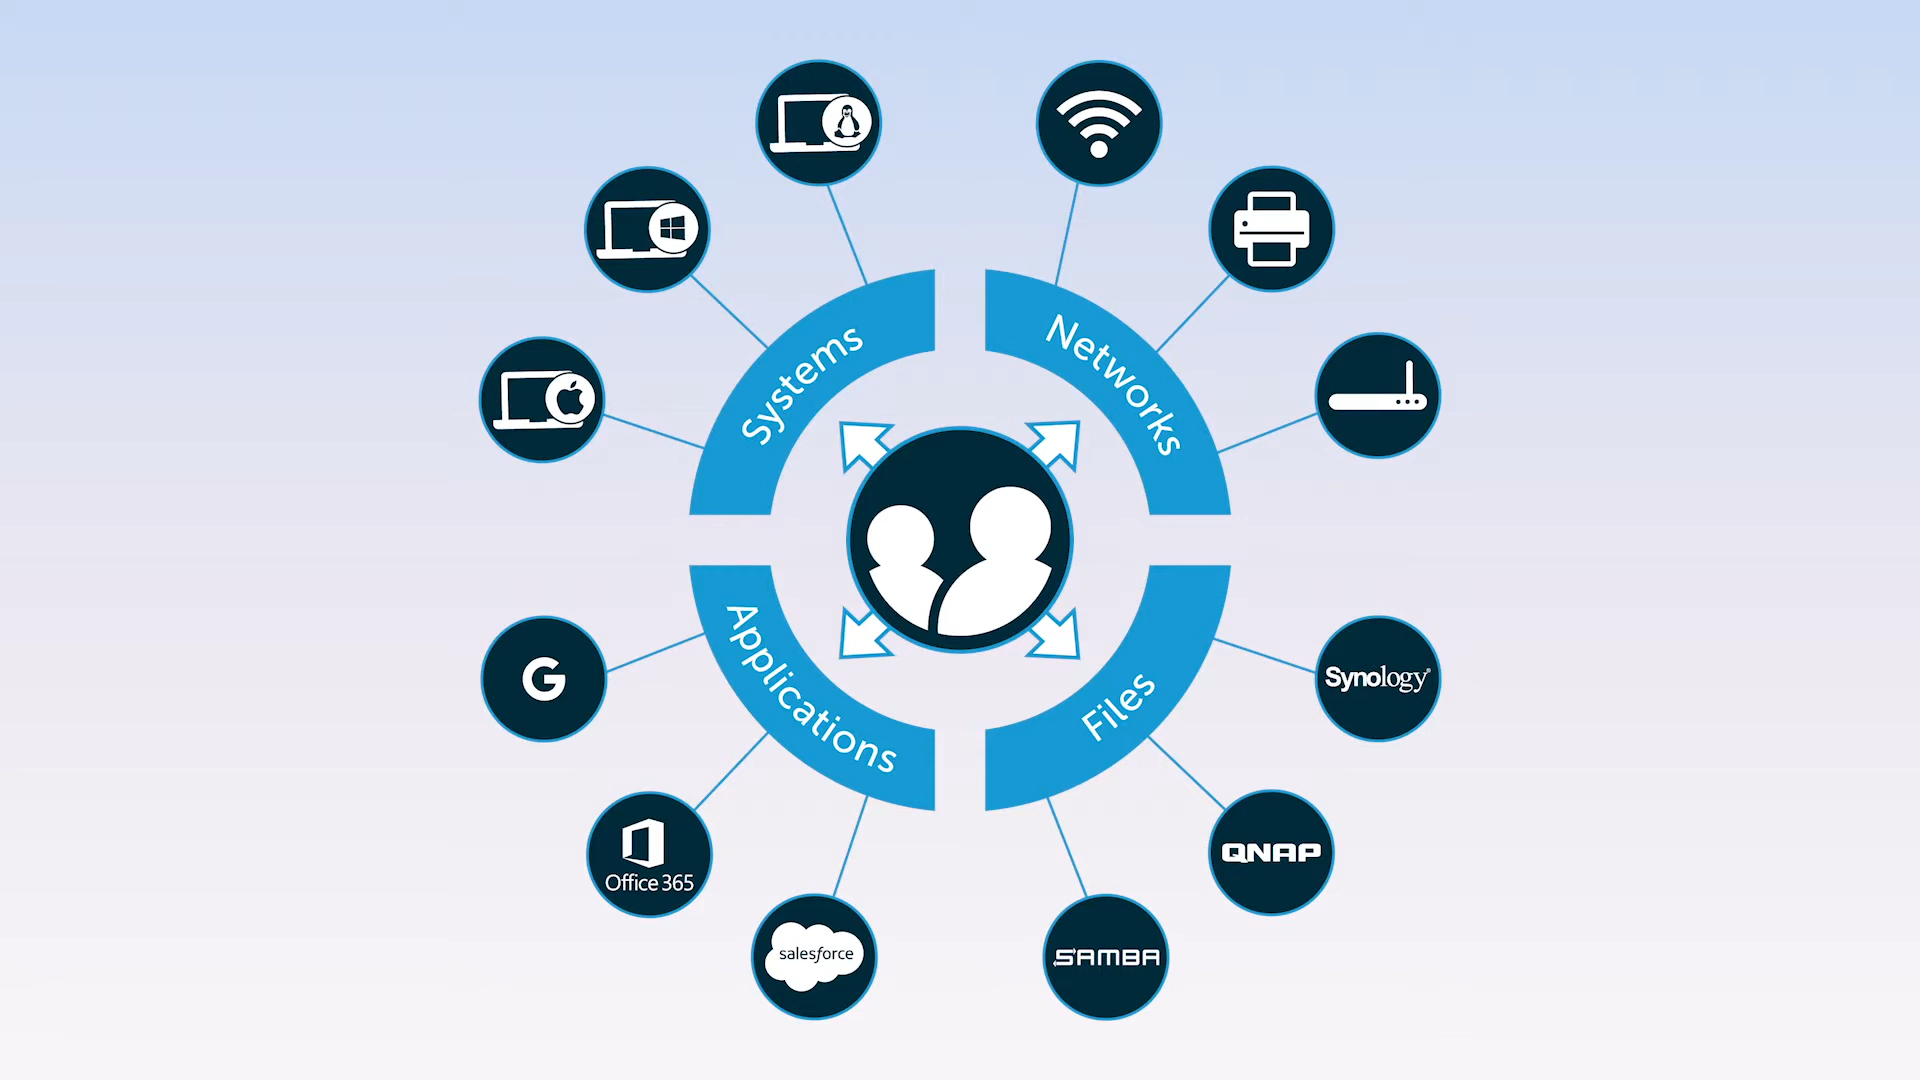 Systems
Networks
Applications
Files
G
Office 365
salesforce
Synology®
QNAP
SAMBA